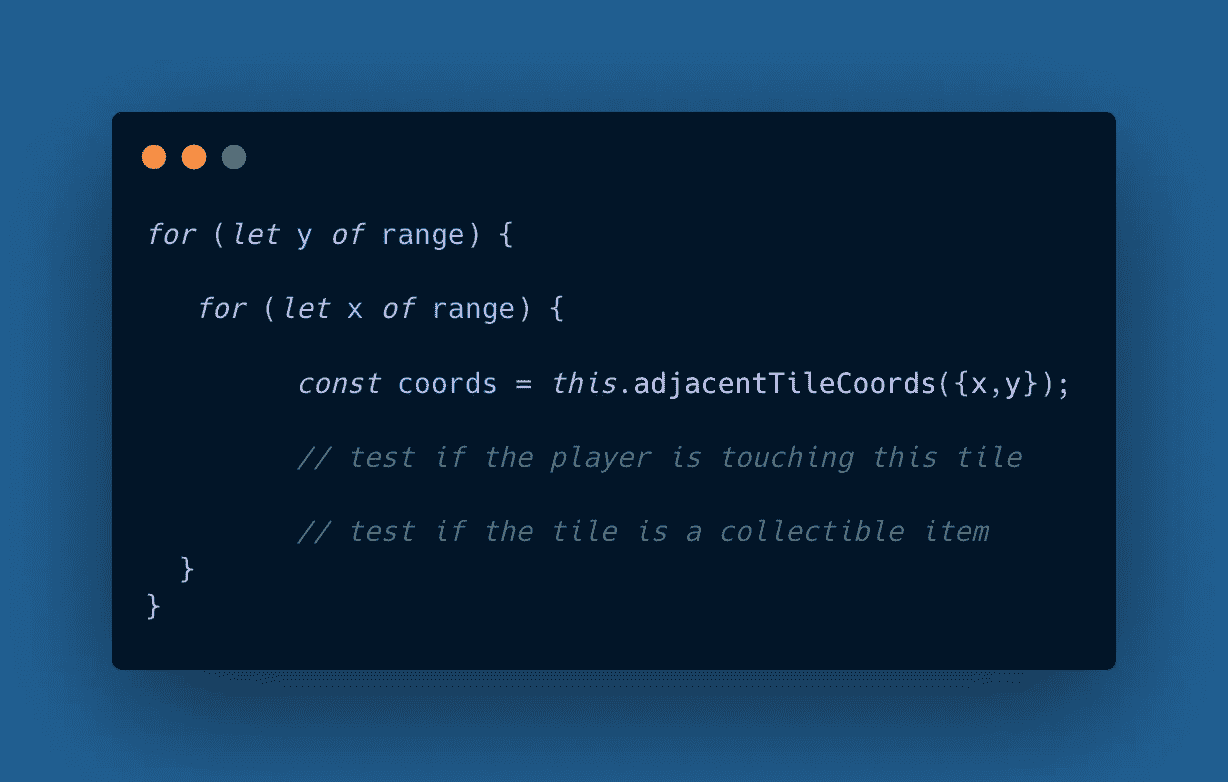 for (let y of range) {
for (let x of range) {
const coords = this.adjacentTileCoords({x,y});
// test if the player is touching this tile
// test if the tile is a collectible item
}
}